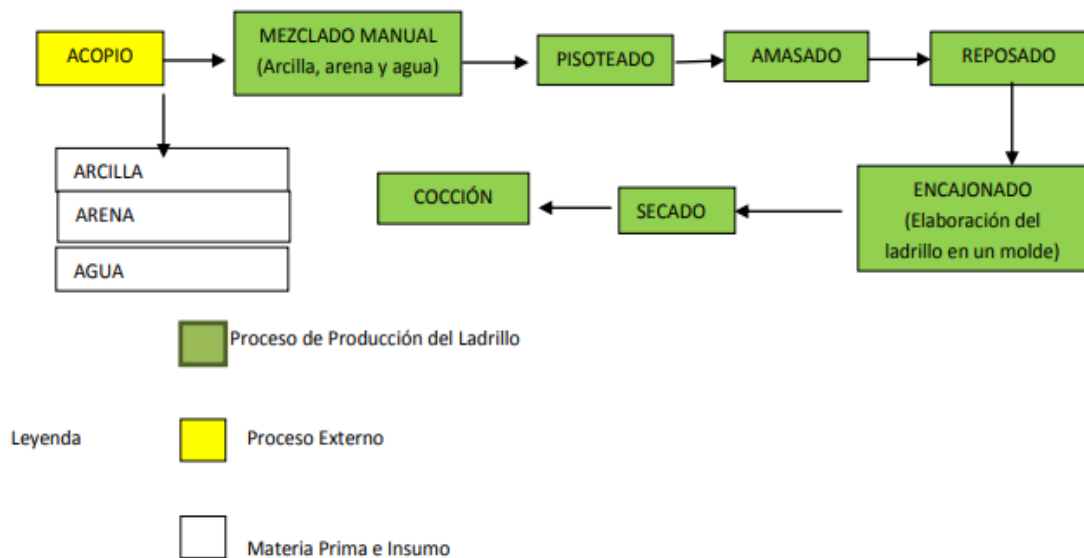 ACOPIO
MEZCLADO MANUAL
(Arcilla, arena y agua)
PISOTEADO
AMASADO
REPOSADO
ARCILLA
ARENA
AGUA
COCCIÓN
SECADO
ENCAJONADO
(Elaboración del
ladrillo en un molde)
Proceso de Producción del Ladrillo
Leyenda
Proceso Externo
Materia Prima e Insumo